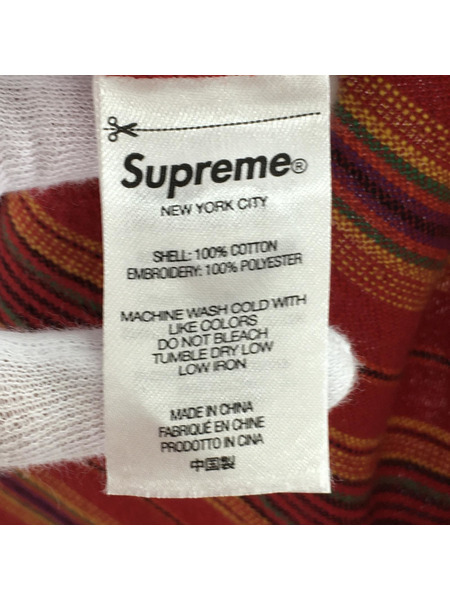 Supreme®
NEW YORK CITY
SHELL: 100% COTTON
EMBROIDERY: 100% POLYESTER
MACHINE WASH COLD WITH
LIKE COLORS
DO NOT BLEACH
TUMBLE DRY LOW
LOW IRON
MADE IN CHINA
FABRIQUÉ EN CHINE
PRODOTTO IN CINA
中国製